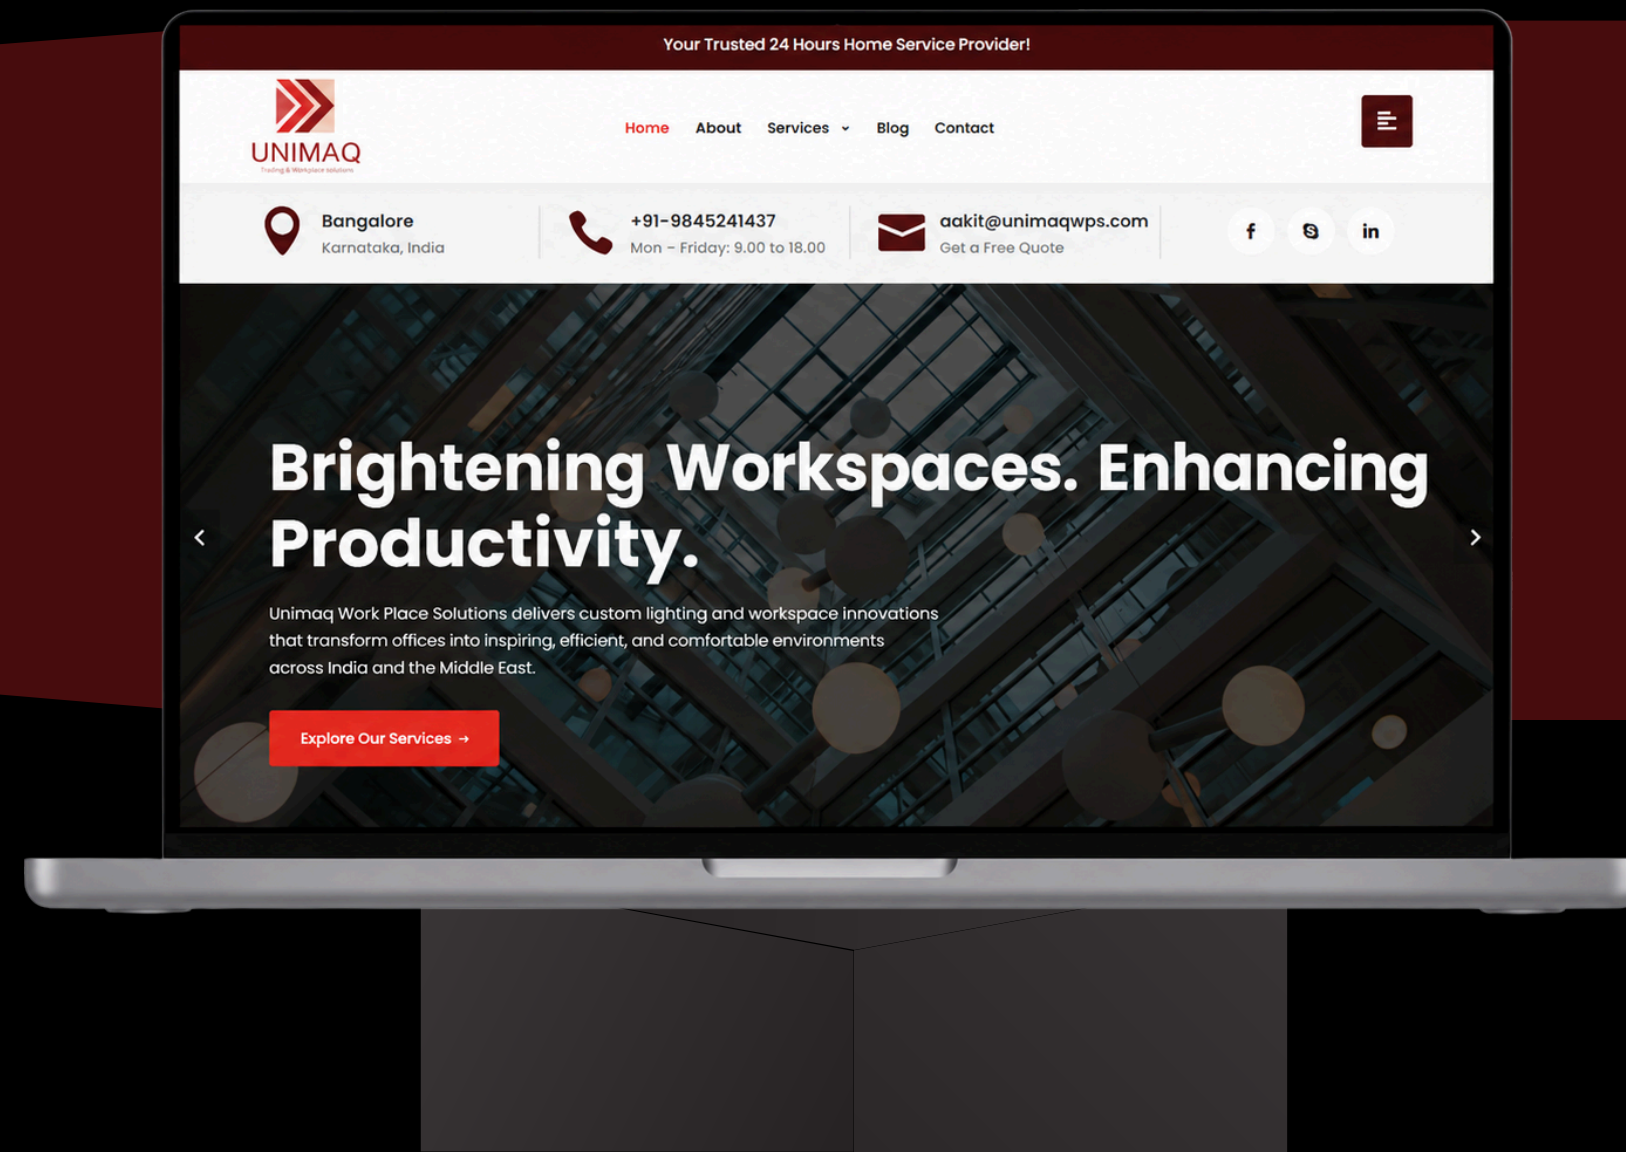 Your Trusted 24 Hours Home Service Provider!
UNIMAQ
Trading & Workplace solutions
Home About Services Blog Contact
Bangalore
Karnataka, India
+91-9845241437
Mon - Friday: 9.00 to 18.00
aakit@unimaqwps.com
Get a Free Quote
Brightening Workspaces. Enhancing
Productivity.
Unimaq Work Place Solutions delivers custom lighting and workspace innovations
that transform offices into inspiring, efficient, and comfortable environments
across India and the Middle East.
Explore Our Services →